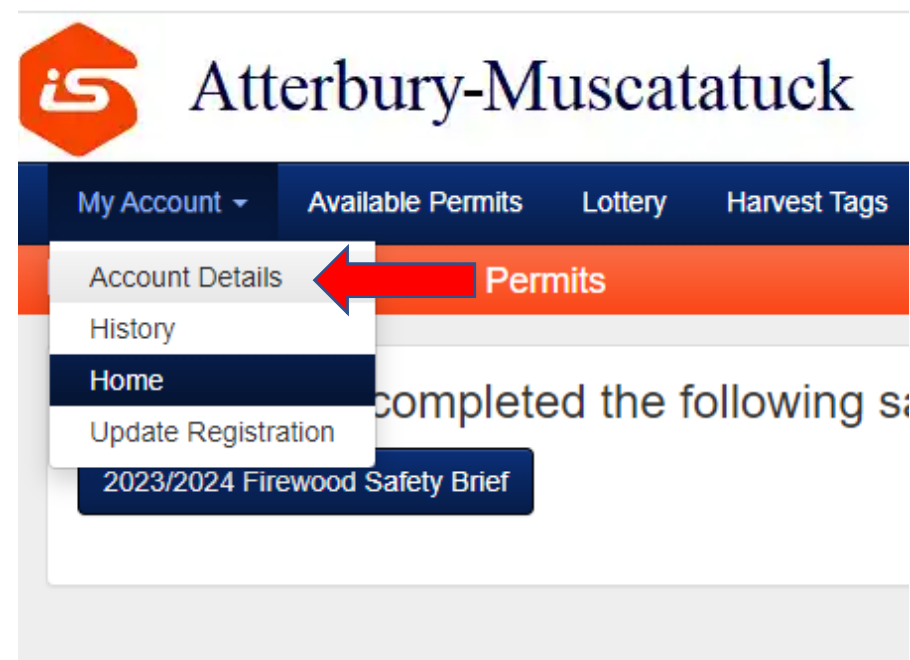 iS
Atterbury-Muscatatuck
My Account Available Permits Lottery Harvest Tags
Account Details
Permits
History
Home
completed the following sa
Update Registration
2023/2024 Firewood Safety Brief